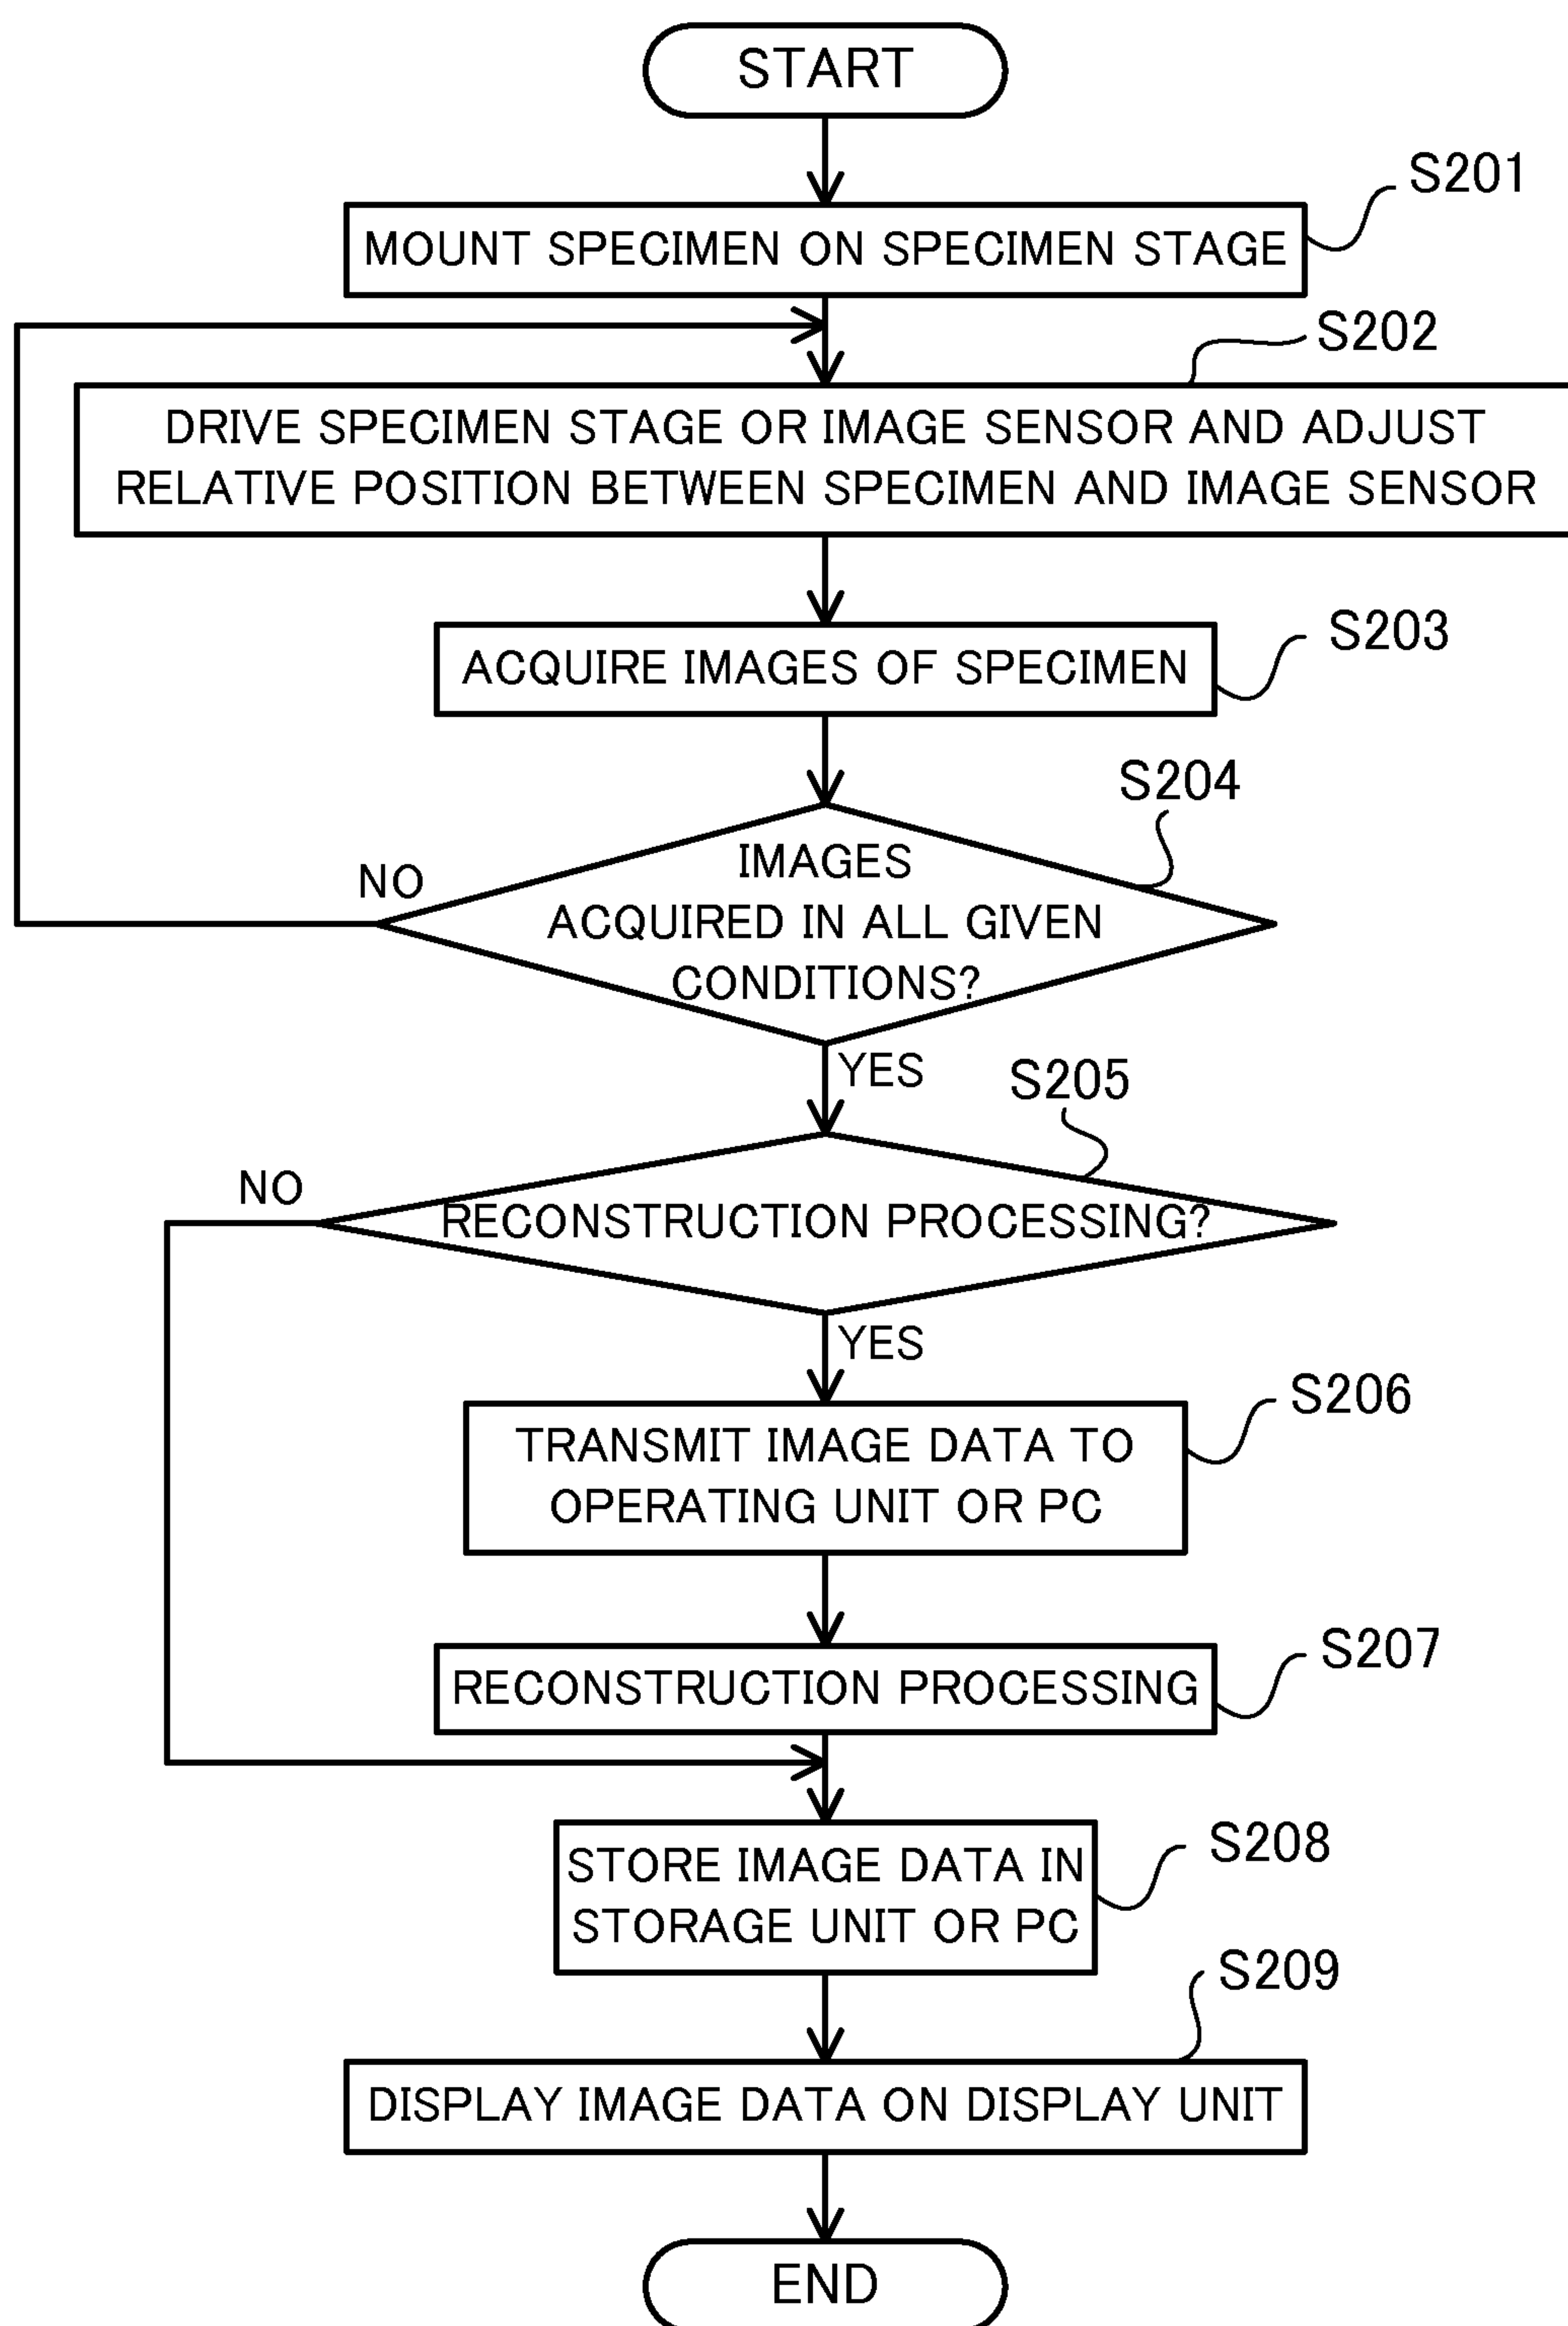 START
S201
MOUNT SPECIMEN ON SPECIMEN STAGE
S202
DRIVE SPECIMEN STAGE OR IMAGE SENSOR AND ADJUST
RELATIVE POSITION BETWEEN SPECIMEN AND IMAGE SENSOR
S203
ACQUIRE IMAGES OF SPECIMEN
S204
NO
IMAGES
ACQUIRED IN ALL GIVEN
CONDITIONS?
YES
S205
NO
RECONSTRUCTION PROCESSING?
YES
S206
TRANSMIT IMAGE DATA TO
OPERATING UNIT OR PC
S207
RECONSTRUCTION PROCESSING
S208
STORE IMAGE DATA IN
STORAGE UNIT OR PC
S209
DISPLAY IMAGE DATA ON DISPLAY UNIT
END